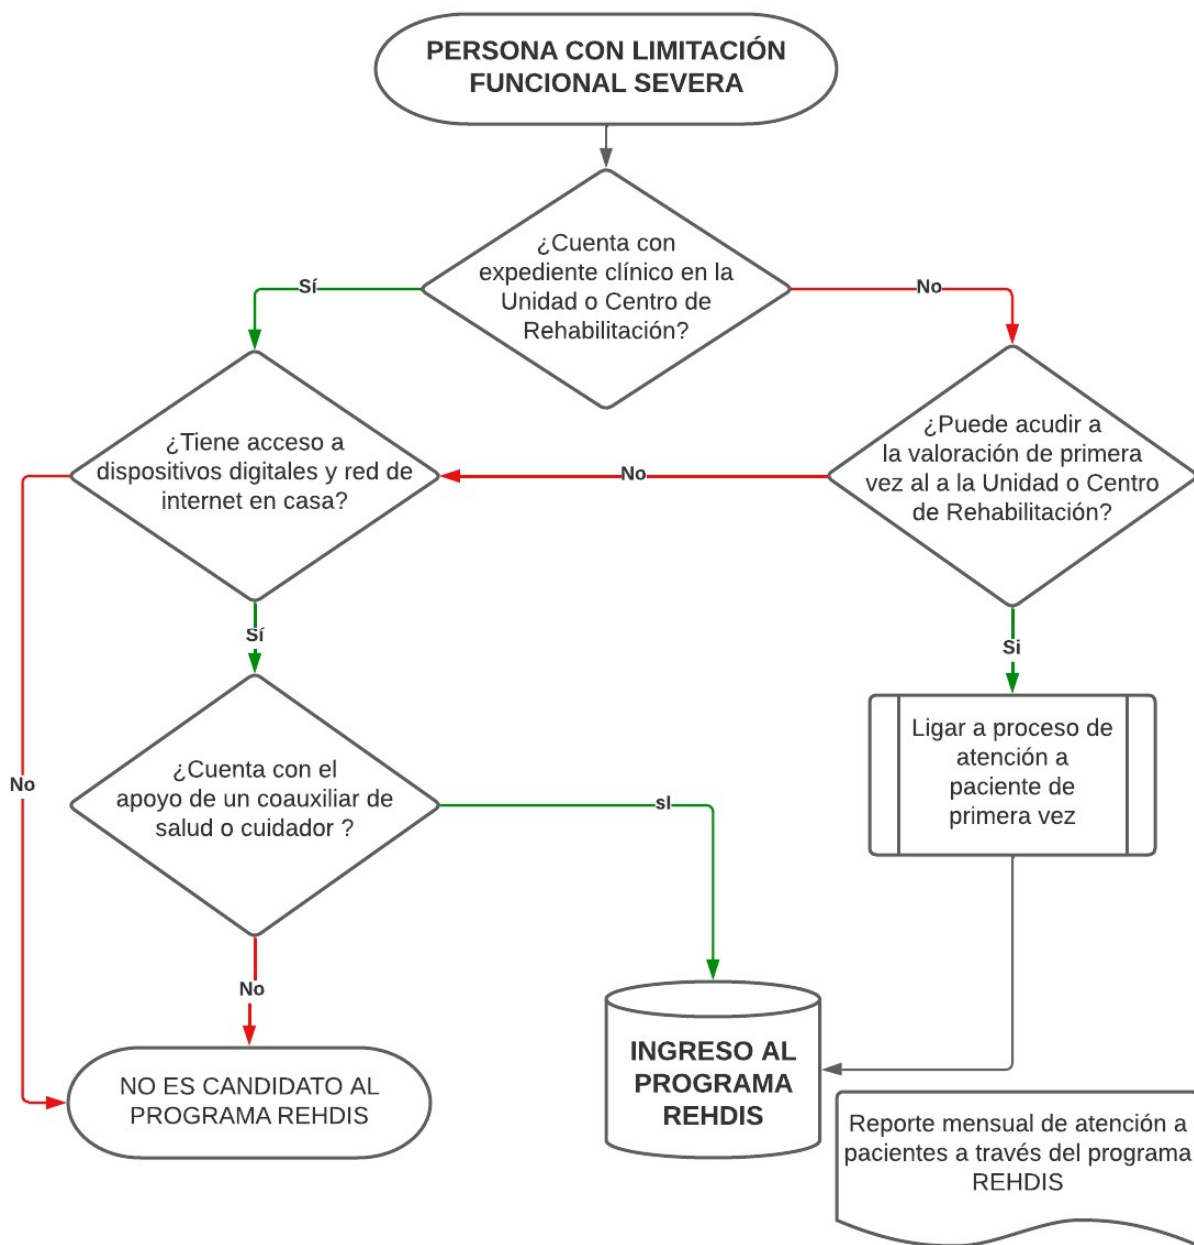 PERSONA CON LIMITACIÓN
FUNCIONAL SEVERA
¿Cuenta con
expediente clínico en la
Unidad o Centro de
Rehabilitación?
Sí
No
¿Tiene acceso a
dispositivos digitales y red de
internet en casa?
No
¿Puede acudir a
la valoración de primera
vez al a la Unidad o Centro
de Rehabilitación?
Sí
Si
No
¿Cuenta con el
apoyo de un coauxiliar de
salud o cuidador ?
sI
Ligar a proceso de
atención a
paciente de
primera vez
No
NO ES CANDIDATO AL
PROGRAMA REHDIS
INGRESO AL
PROGRAMA
REHDIS
Reporte mensual de atención a
pacientes a través del programa
REHDIS